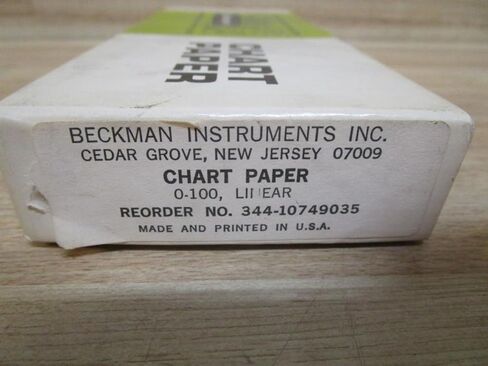 CHART
PAPER
BECKMAN INSTRUMENTS INC.
CEDAR GROVE, NEW JERSEY 07009
CHART PAPER
0-100, LINEAR
REORDER NO. 344-10749035
MADE AND PRINTED IN U.S.A.